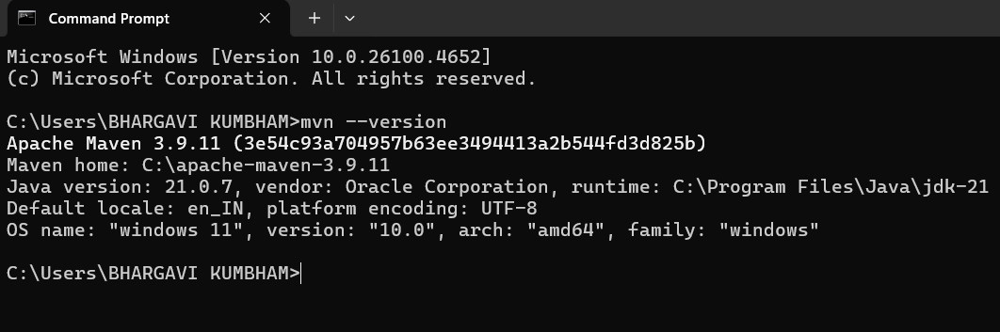 Command Prompt
Microsoft Windows [Version 10.0.26100.4652]
(c) Microsoft Corporation. All rights reserved.
C:\Users\BHARGAVI KUMBHAM>mvn --version
Apache Maven 3.9.11 (3e54c93a704957b63ee3494413a2b544fd3d825b)
Maven home: C:\apache-maven-3.9.11
Java version: 21.0.7, vendor: Oracle Corporation, runtime: C:\Program Files\Java\jdk-21
Default locale: en_IN, platform encoding: UTF-8
OS name: "windows 11", version: "10.0", arch: "amd64", family: "windows"
C:\Users\BHARGAVI KUMBHAM>